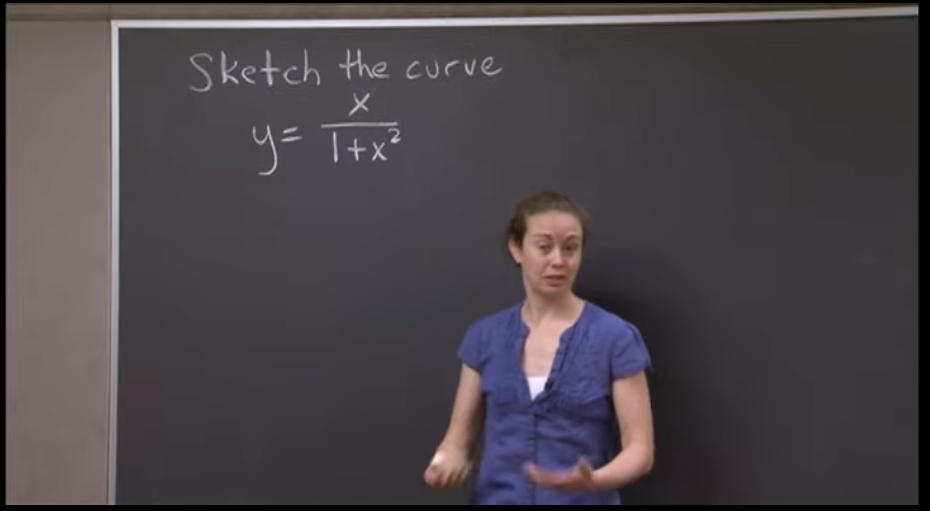 Sketch the curve
y = x/(1+x²)